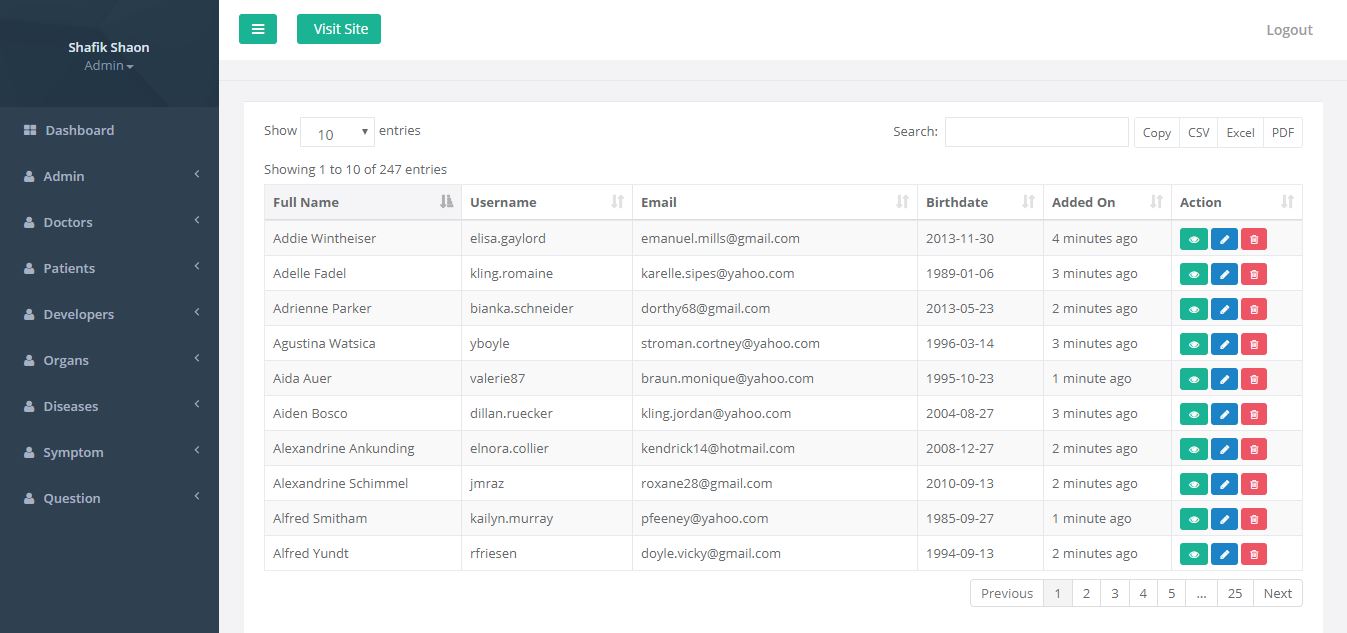 Shafik Shaon
Admin
Dashboard
Admin
Doctors
Patients
Developers
Organs
Diseases
Symptom
Question
Visit Site
Logout
Show 10 entries
Search: Copy CSV Excel PDF
Showing 1 to 10 of 247 entries
Full Name Username Email Birthdate Added On Action
Addie Wintheiser elisa.gaylord emanuel.mills@gmail.com 2013-11-30 4 minutes ago
Adelle Fadel kling.romaine karelle.sipes@yahoo.com 1989-01-06 3 minutes ago
Adrienne Parker bianka.schneider dorthy68@gmail.com 2013-05-23 2 minutes ago
Agustina Watsica yboyle stroman.cortney@yahoo.com 1996-03-14 3 minutes ago
Aida Auer valerie87 braun.monique@yahoo.com 1995-10-23 1 minute ago
Aiden Bosco dillan.ruecker kling.jordan@yahoo.com 2004-08-27 3 minutes ago
Alexandrine Ankunding elnora.collier kendrick14@hotmail.com 2008-12-27 2 minutes ago
Alexandrine Schimmel jmraz roxane28@gmail.com 2010-09-13 2 minutes ago
Alfred Smitham kailyn.murray pfeeney@yahoo.com 1985-09-27 1 minute ago
Alfred Yundt rfriesen doyle.vicky@gmail.com 1994-09-13 2 minutes ago
Previous 1 2 3 4 5 ... 25 Next